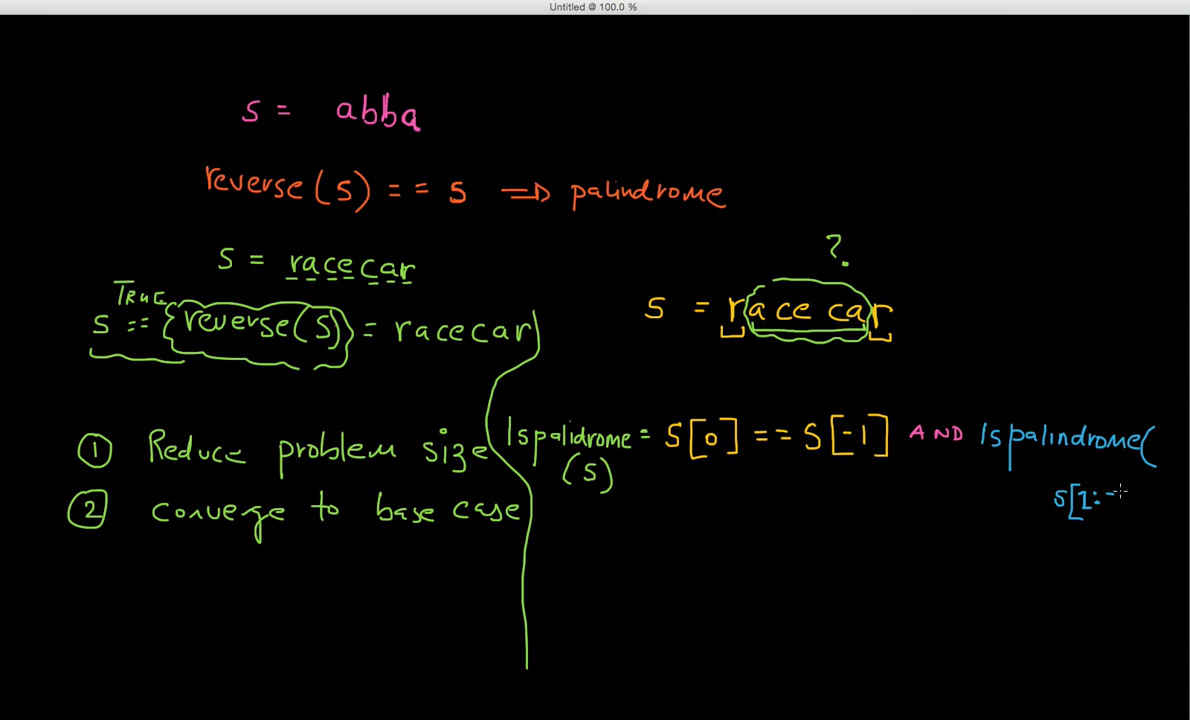 Untitled @ 100.0 %
s = abba
reverse(s) == s ⇒ palindrome
s = racecar
?
True
s == {reverse(s)} = racecar
s = racecar
① Reduce problem size
② converge to base case
Ispalidrome = S[0] == S[-1] AND Ispalindrome(
(s)
s[1:-